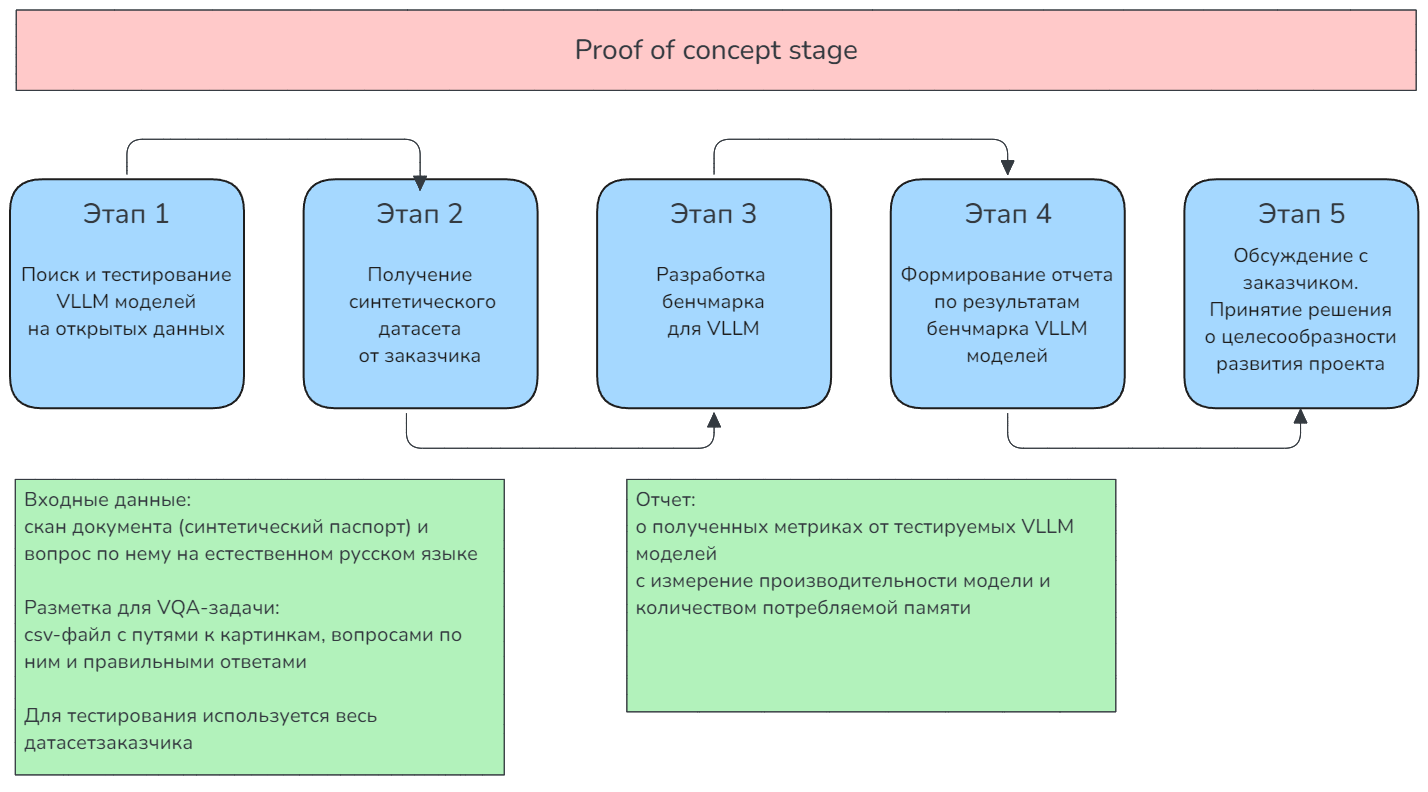 Proof of concept stage
Этап 1
Поиск и тестирование
VLLM моделей
на открытых данных
Этап 2
Получение
синтетического
датасета
от заказчика
Этап 3
Разработка
бенчмарка
для VLLM
Этап 4
Формирование отчета
по результатам
бенчмарка VLLM
моделей
Этап 5
Обсуждение с
заказчиком.
Принятие решения
о целесообразности
развития проекта
Входные данные:
скан документа (синтетический паспорт) и
вопрос по нему на естественном русском языке
Разметка для VQA-задачи:
csv-файл с путями к картинкам, вопросами по
ним и правильными ответами
Для тестирования используется весь
датасетзаказчика
Отчет:
о полученных метриках от тестируемых VLLM
моделей
с измерение производительности модели и
количеством потребляемой памяти